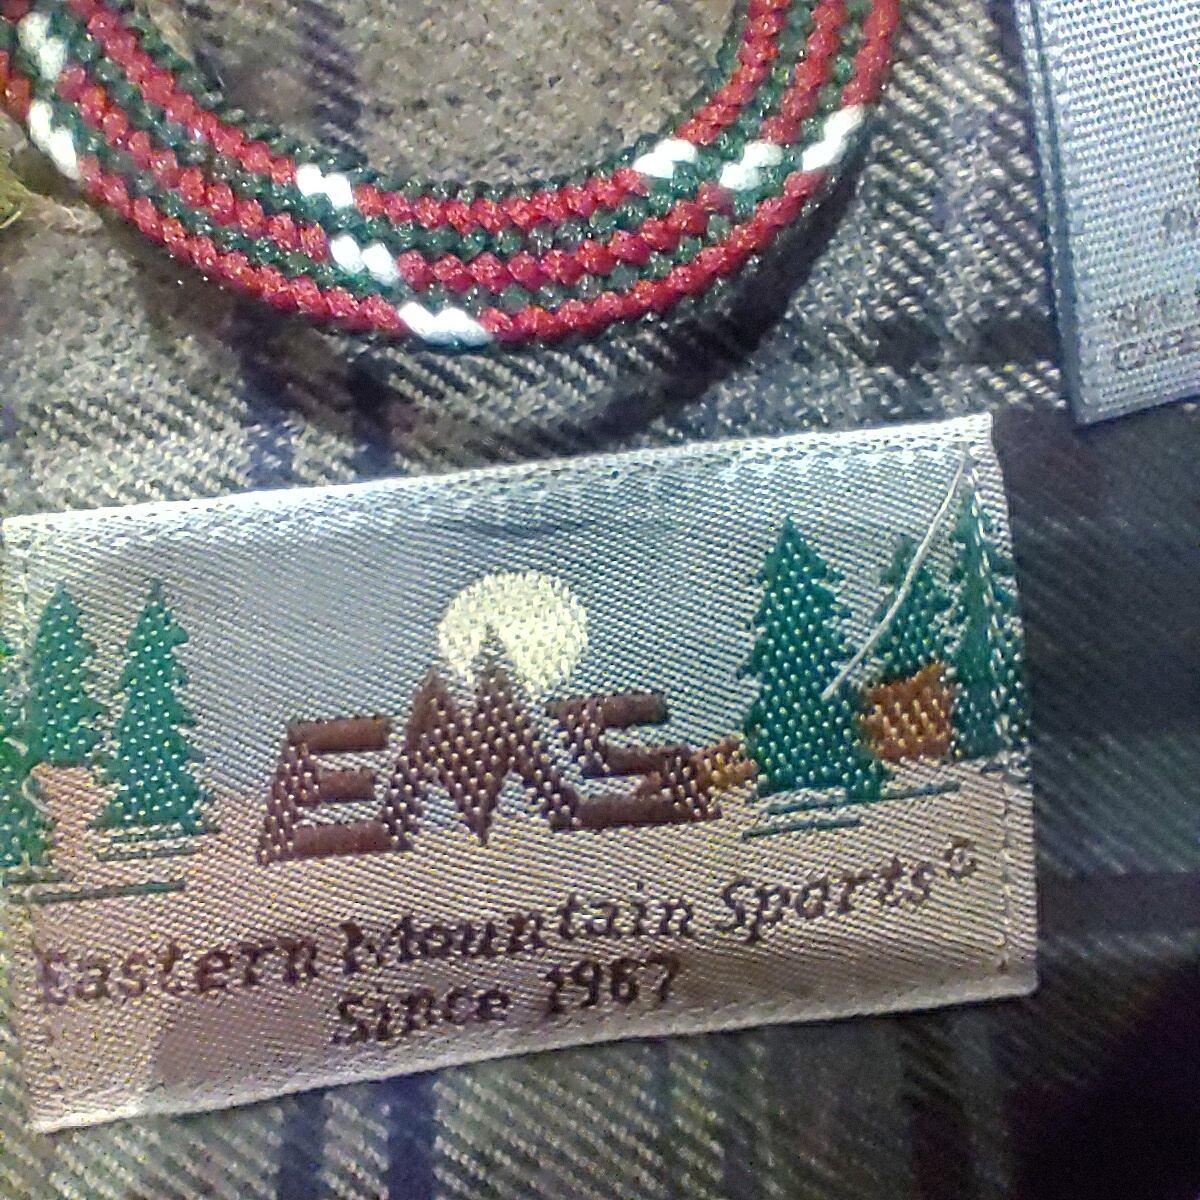 EMS
Eastern Mountain Sports®
Since 1967